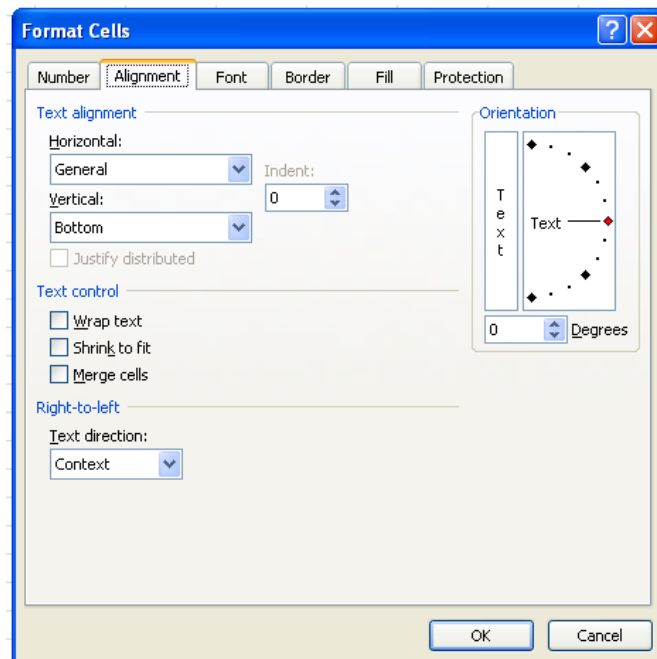 Format Cells
Number Alignment Font Border Fill Protection
Text alignment
Horizontal:
General
Indent:
0
Vertical:
Bottom
Justify distributed
Text control
Wrap text
Shrink to fit
Merge cells
Right-to-left
Text direction:
Context
Orientation
T
e
x
t
Text
0 Degrees
OK Cancel